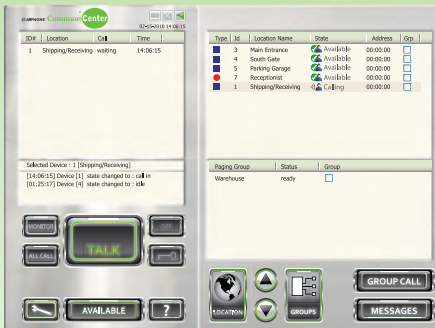 AIPHONE CommandCenter
02-15-2010 14:06:15
ID# Location Call Time
1 Shipping/Receiving waiting 14:06:15
Selected Device : 1 [Shipping/Receiving]
[14:06:15] Device [1] state changed to : call in
[01:25:17] Device [4] state changed to : idle
MONITOR
OFF
ALL CALL
TALK
AVAILABLE
?
Type Id Location Name State Address Grp
3 Main Entrance Available 00:00:00
4 South Gate Available 00:00:00
5 Parking Garage Available 00:00:00
7 Receptionist Available 00:00:00
1 Shipping/Receiving Calling 00:00:00
Paging Group Status Group
Warehouse ready
LOCATION
GROUPS
GROUP CALL
MESSAGES